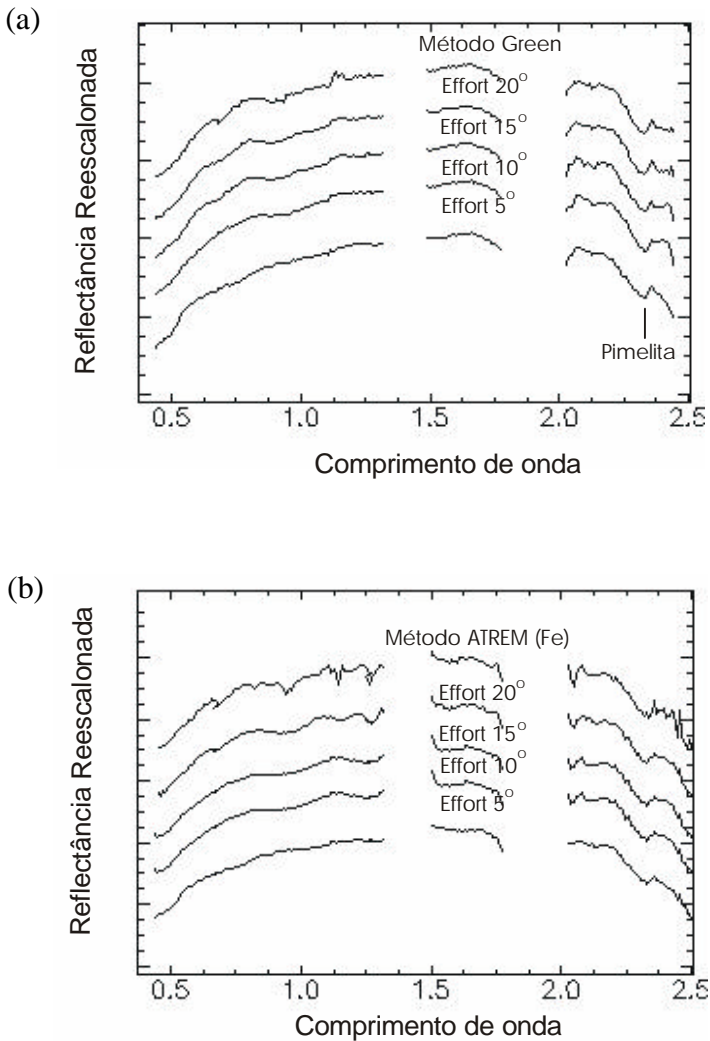 (a)
Reflectância Reescalonada
Método Green
Effort 20°
Effort 15°
Effort 10°
Effort 5°
Pimelita
0.5 1.0 1.5 2.0 2.5
Comprimento de onda
(b)
Reflectância Reescalonada
Método ATREM (Fe)
Effort 20°
Effort 15°
Effort 10°
Effort 5°
0.5 1.0 1.5 2.0 2.5
Comprimento de onda